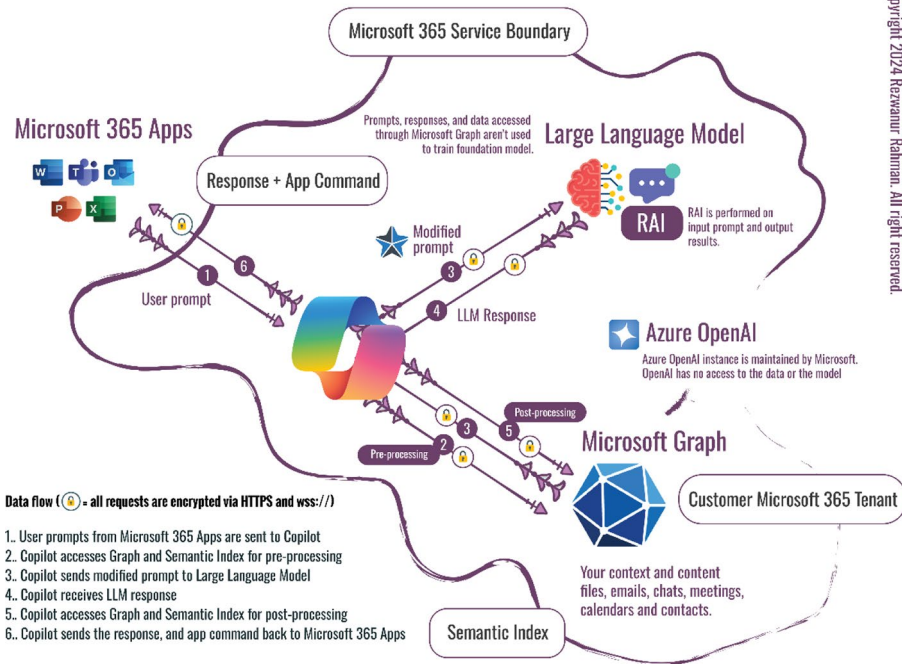 Microsoft 365 Service Boundary
Microsoft 365 Apps
W
T
O
P
X
Response + App Command
Prompts, responses, and data accessed
through Microsoft Graph aren't used
to train foundation model.
Large Language Model
RAI
RAI is performed on
input prompt and output
results.
Modified
prompt
1
6
3
4
User prompt
LLM Response
Azure OpenAI
Azure OpenAI instance is maintained by Microsoft.
OpenAI has no access to the data or the model
Post-processing
5
3
2
Pre-processing
Microsoft Graph
Customer Microsoft 365 Tenant
Your context and content
files, emails, chats, meetings,
calendars and contacts.
Semantic Index
Data flow ( = all requests are encrypted via HTTPS and wss://)
1.. User prompts from Microsoft 365 Apps are sent to Copilot
2.. Copilot accesses Graph and Semantic Index for pre-processing
3.. Copilot sends modified prompt to Large Language Model
4.. Copilot receives LLM response
5.. Copilot accesses Graph and Semantic Index for post-processing
6.. Copilot sends the response, and app command back to Microsoft 365 Apps
2024 Rezwanur Rahman. All right reserved.